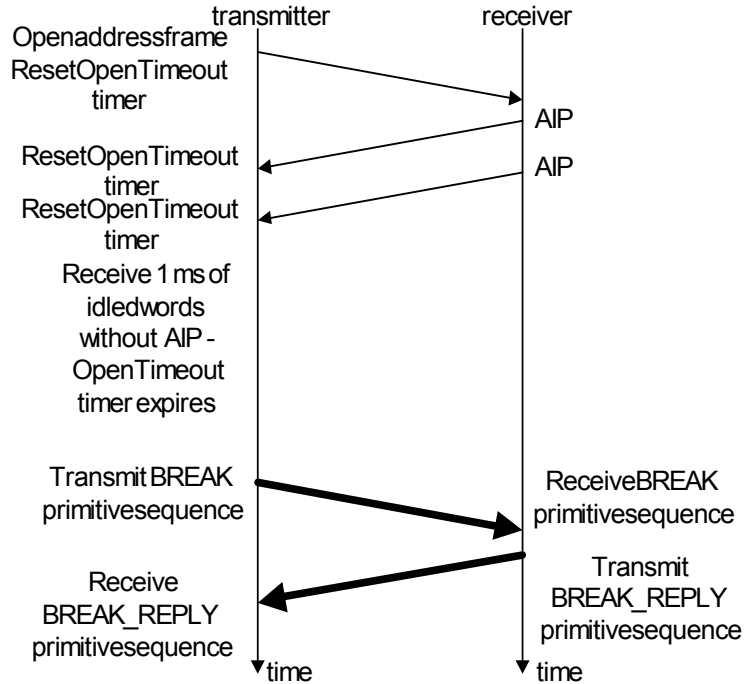 transmitter
receiver
Openaddressframe
ResetOpenTimeout
timer
AIP
ResetOpenTimeout
timer
AIP
ResetOpenTimeout
timer
Receive 1 ms of
idledwords
without AIP -
OpenTimeout
timer expires
Transmit BREAK
primitivesequence
ReceiveBREAK
primitivesequence
Receive
BREAK_REPLY
primitivesequence
Transmit
BREAK_REPLY
primitivesequence
time
time